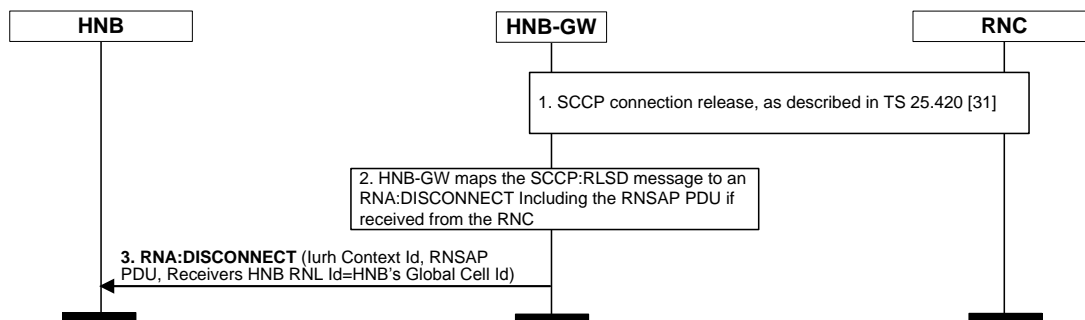 HNB
HNB-GW
RNC
1. SCCP connection release, as described in TS 25.420 [31]
2. HNB-GW maps the SCCP:RLSD message to an
RNA:DISCONNECT Including the RNSAP PDU if
received from the RNC
3. RNA:DISCONNECT (Iurh Context Id, RNSAP
PDU, Receivers HNB RNL Id=HNB's Global Cell Id)